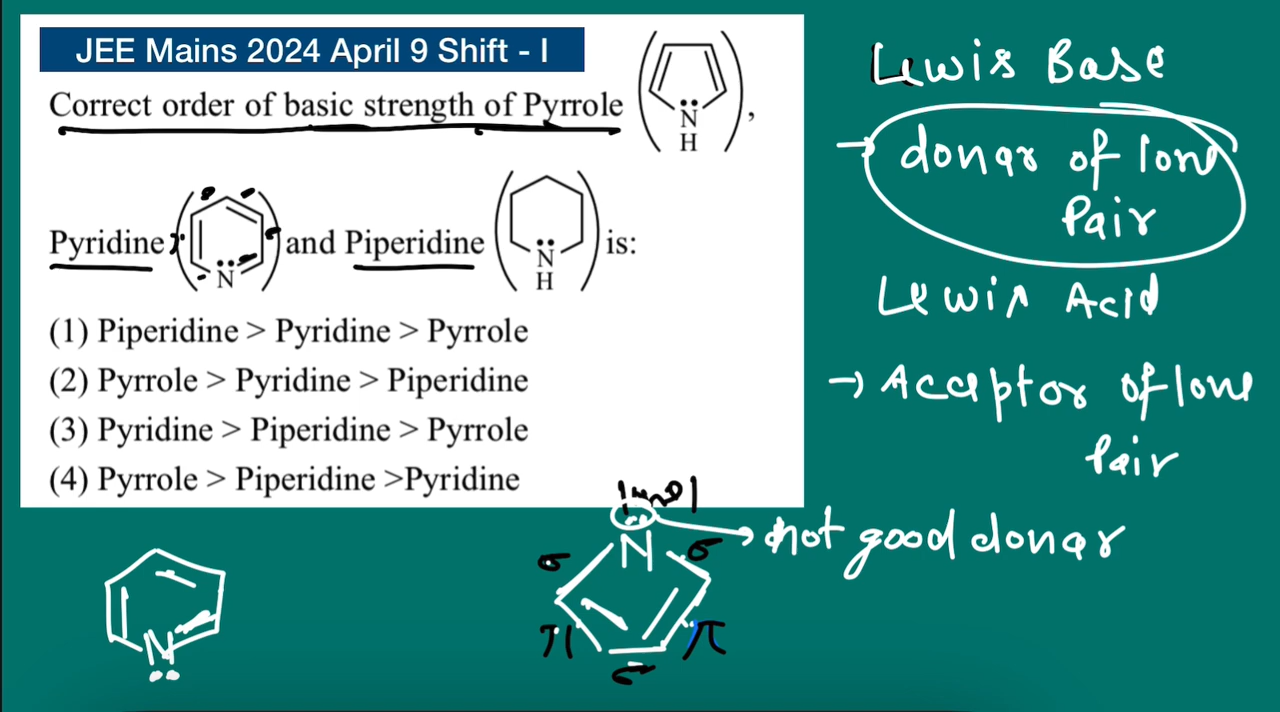 JEE Mains 2024 April 9 Shift - I
Correct order of basic strength of Pyrrole ( N H ),
Pyridine ( N ) and Piperidine ( N H ) is:
(1) Piperidine > Pyridine > Pyrrole
(2) Pyrrole > Pyridine > Piperidine
(3) Pyridine > Piperidine > Pyrrole
(4) Pyrrole > Piperidine >Pyridine
Lewis Base
→ donar of lone
Pair
Lewis Acid
→ Acceptor of lone
Pair
N
σ
σ
π
π
σ
→ not good donar
N